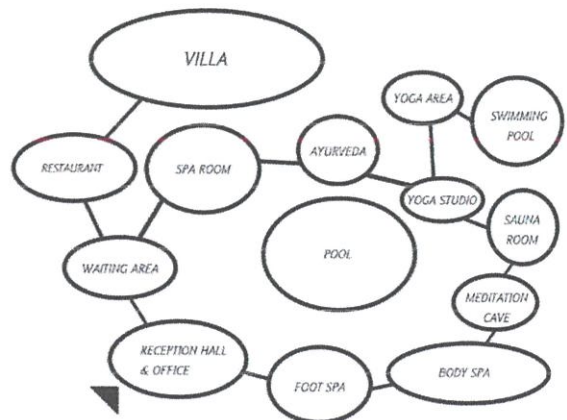 VILLA
YOGA AREA
SWIMMING
POOL
RESTAURANT
SPA ROOM
AYURVEDA
YOGA STUDIO
SAUNA
ROOM
POOL
WAITING AREA
MEDITATION
CAVE
RECEPTION HALL
& OFFICE
FOOT SPA
BODY SPA